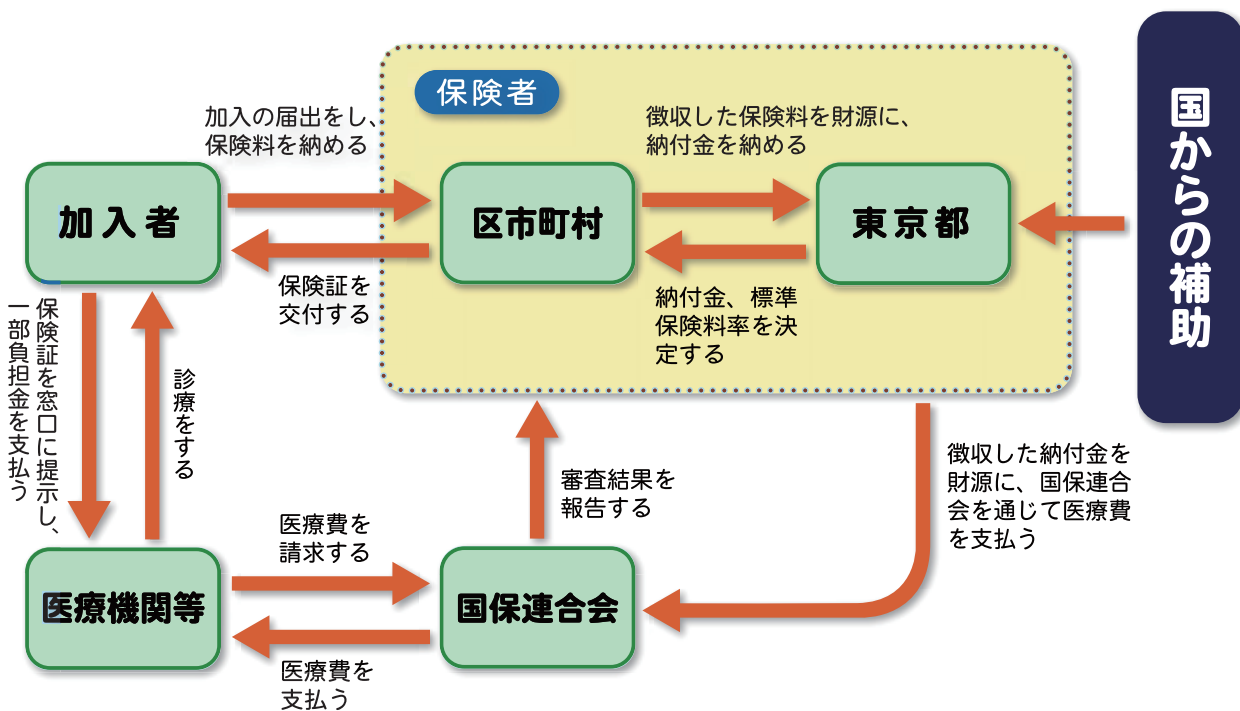 保険者
国からの補助
加入の届出をし、
保険料を納める
徴収した保険料を財源に、
納付金を納める
加入者
区市町村
東京都
保険証を
交付する
納付金、標準
保険料率を決
定する
保険証を窓口に提示し、
一部負担金を支払う
診療をする
審査結果を
報告する
徴収した納付金を
財源に、国保連合
会を通じて医療費
を支払う
医療費を
請求する
医療機関等
国保連合会
医療費を
支払う